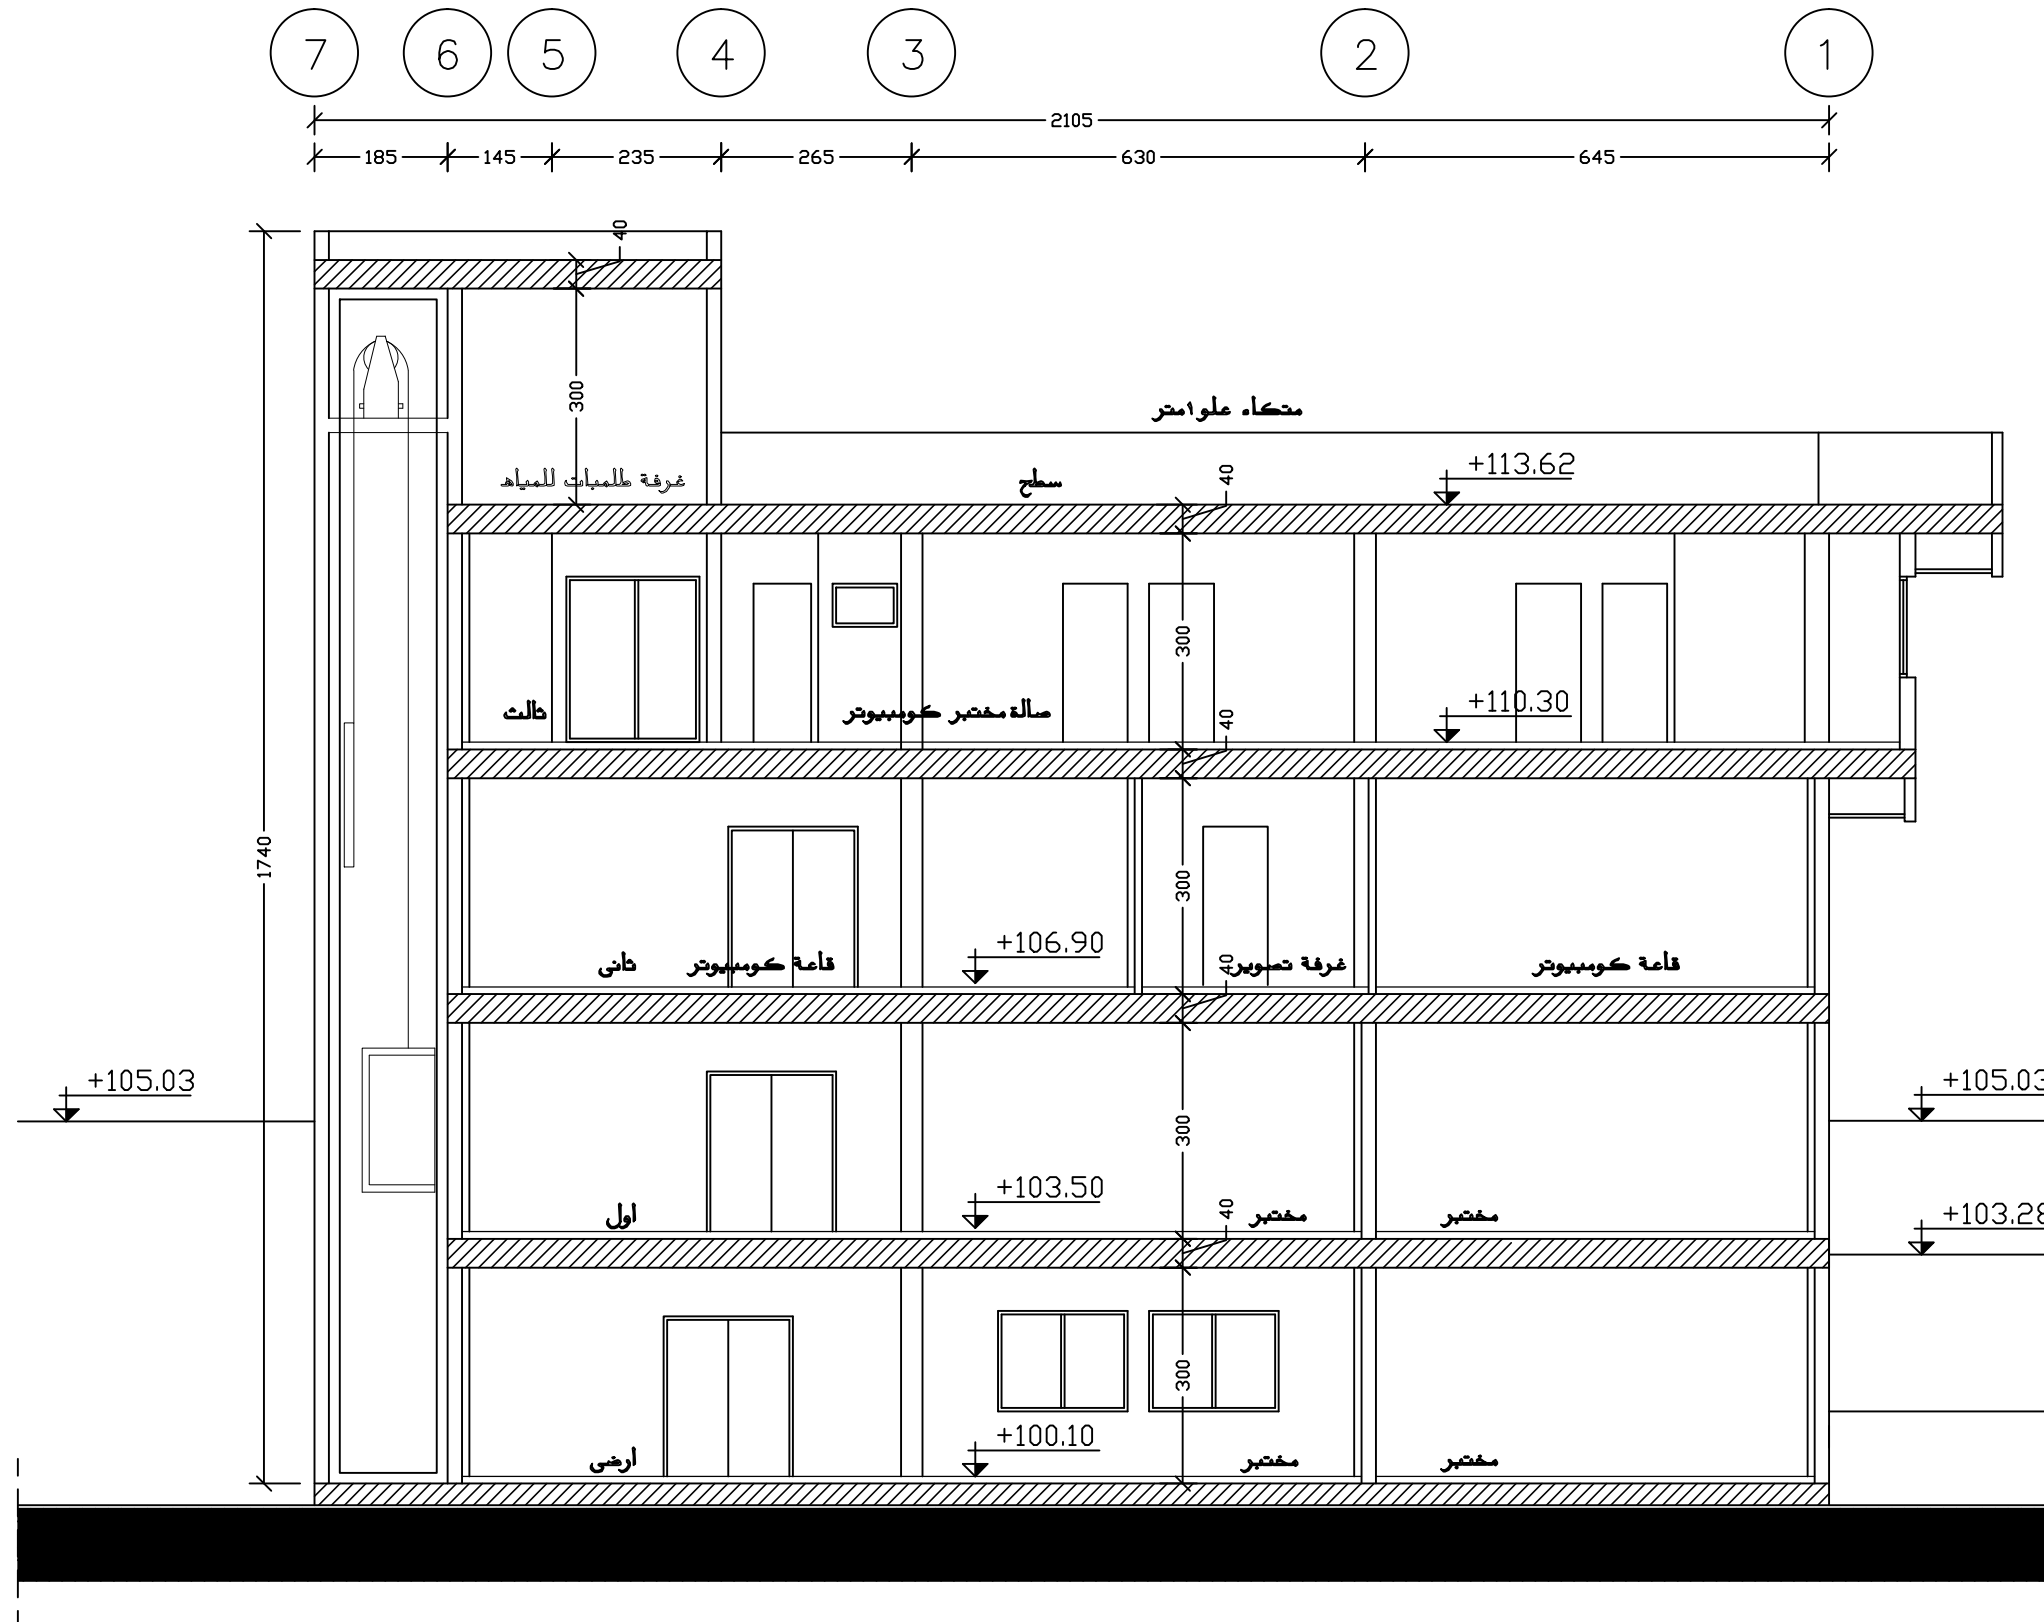 7 6 5 4 3 2 1
2105
185 145 235 265 630 645
40
300
متكاء علو ١ متر
+113.62
غرفة طلمبات للمياه
سطح
40
300
+110.30
ثالث
صالة مختبر كومبيوتر
40
1740
300
+106.90
ثانى
قاعة كومبيوتر
غرفة تصوير
قاعة كومبيوتر
40
+105.03
+105.03
300
+103.50
+103.28
اول
مختبر
مختبر
40
300
+100.10
ارضى
مختبر
مختبر